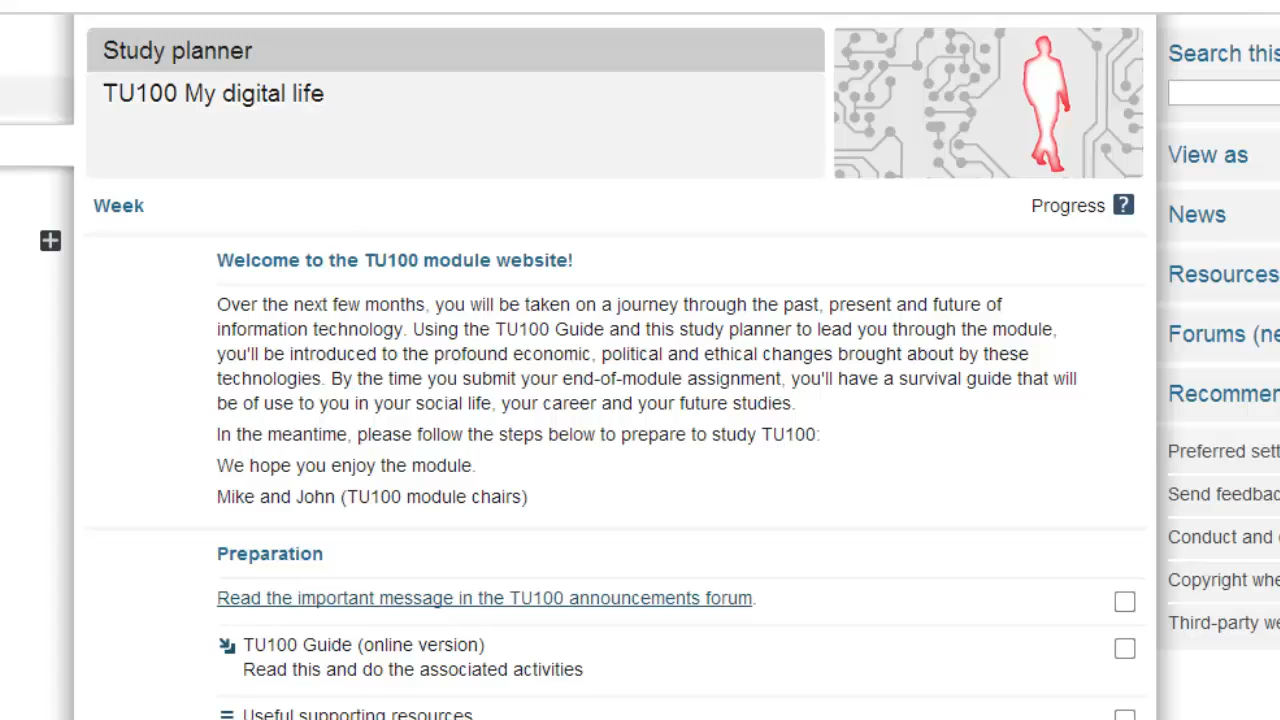 Study planner
TU100 My digital life
Week
Progress ?
Welcome to the TU100 module website!
Over the next few months, you will be taken on a journey through the past, present and future of
information technology. Using the TU100 Guide and this study planner to lead you through the module,
you'll be introduced to the profound economic, political and ethical changes brought about by these
technologies. By the time you submit your end-of-module assignment, you'll have a survival guide that will
be of use to you in your social life, your career and your future studies.
In the meantime, please follow the steps below to prepare to study TU100:
We hope you enjoy the module.
Mike and John (TU100 module chairs)
Preparation
Read the important message in the TU100 announcements forum.
TU100 Guide (online version)
Read this and do the associated activities
Useful supporting resources
Search this
View as
News
Resources
Forums (ne
Recommen
Preferred sett
Send feedbac
Conduct and
Copyright whe
Third-party we